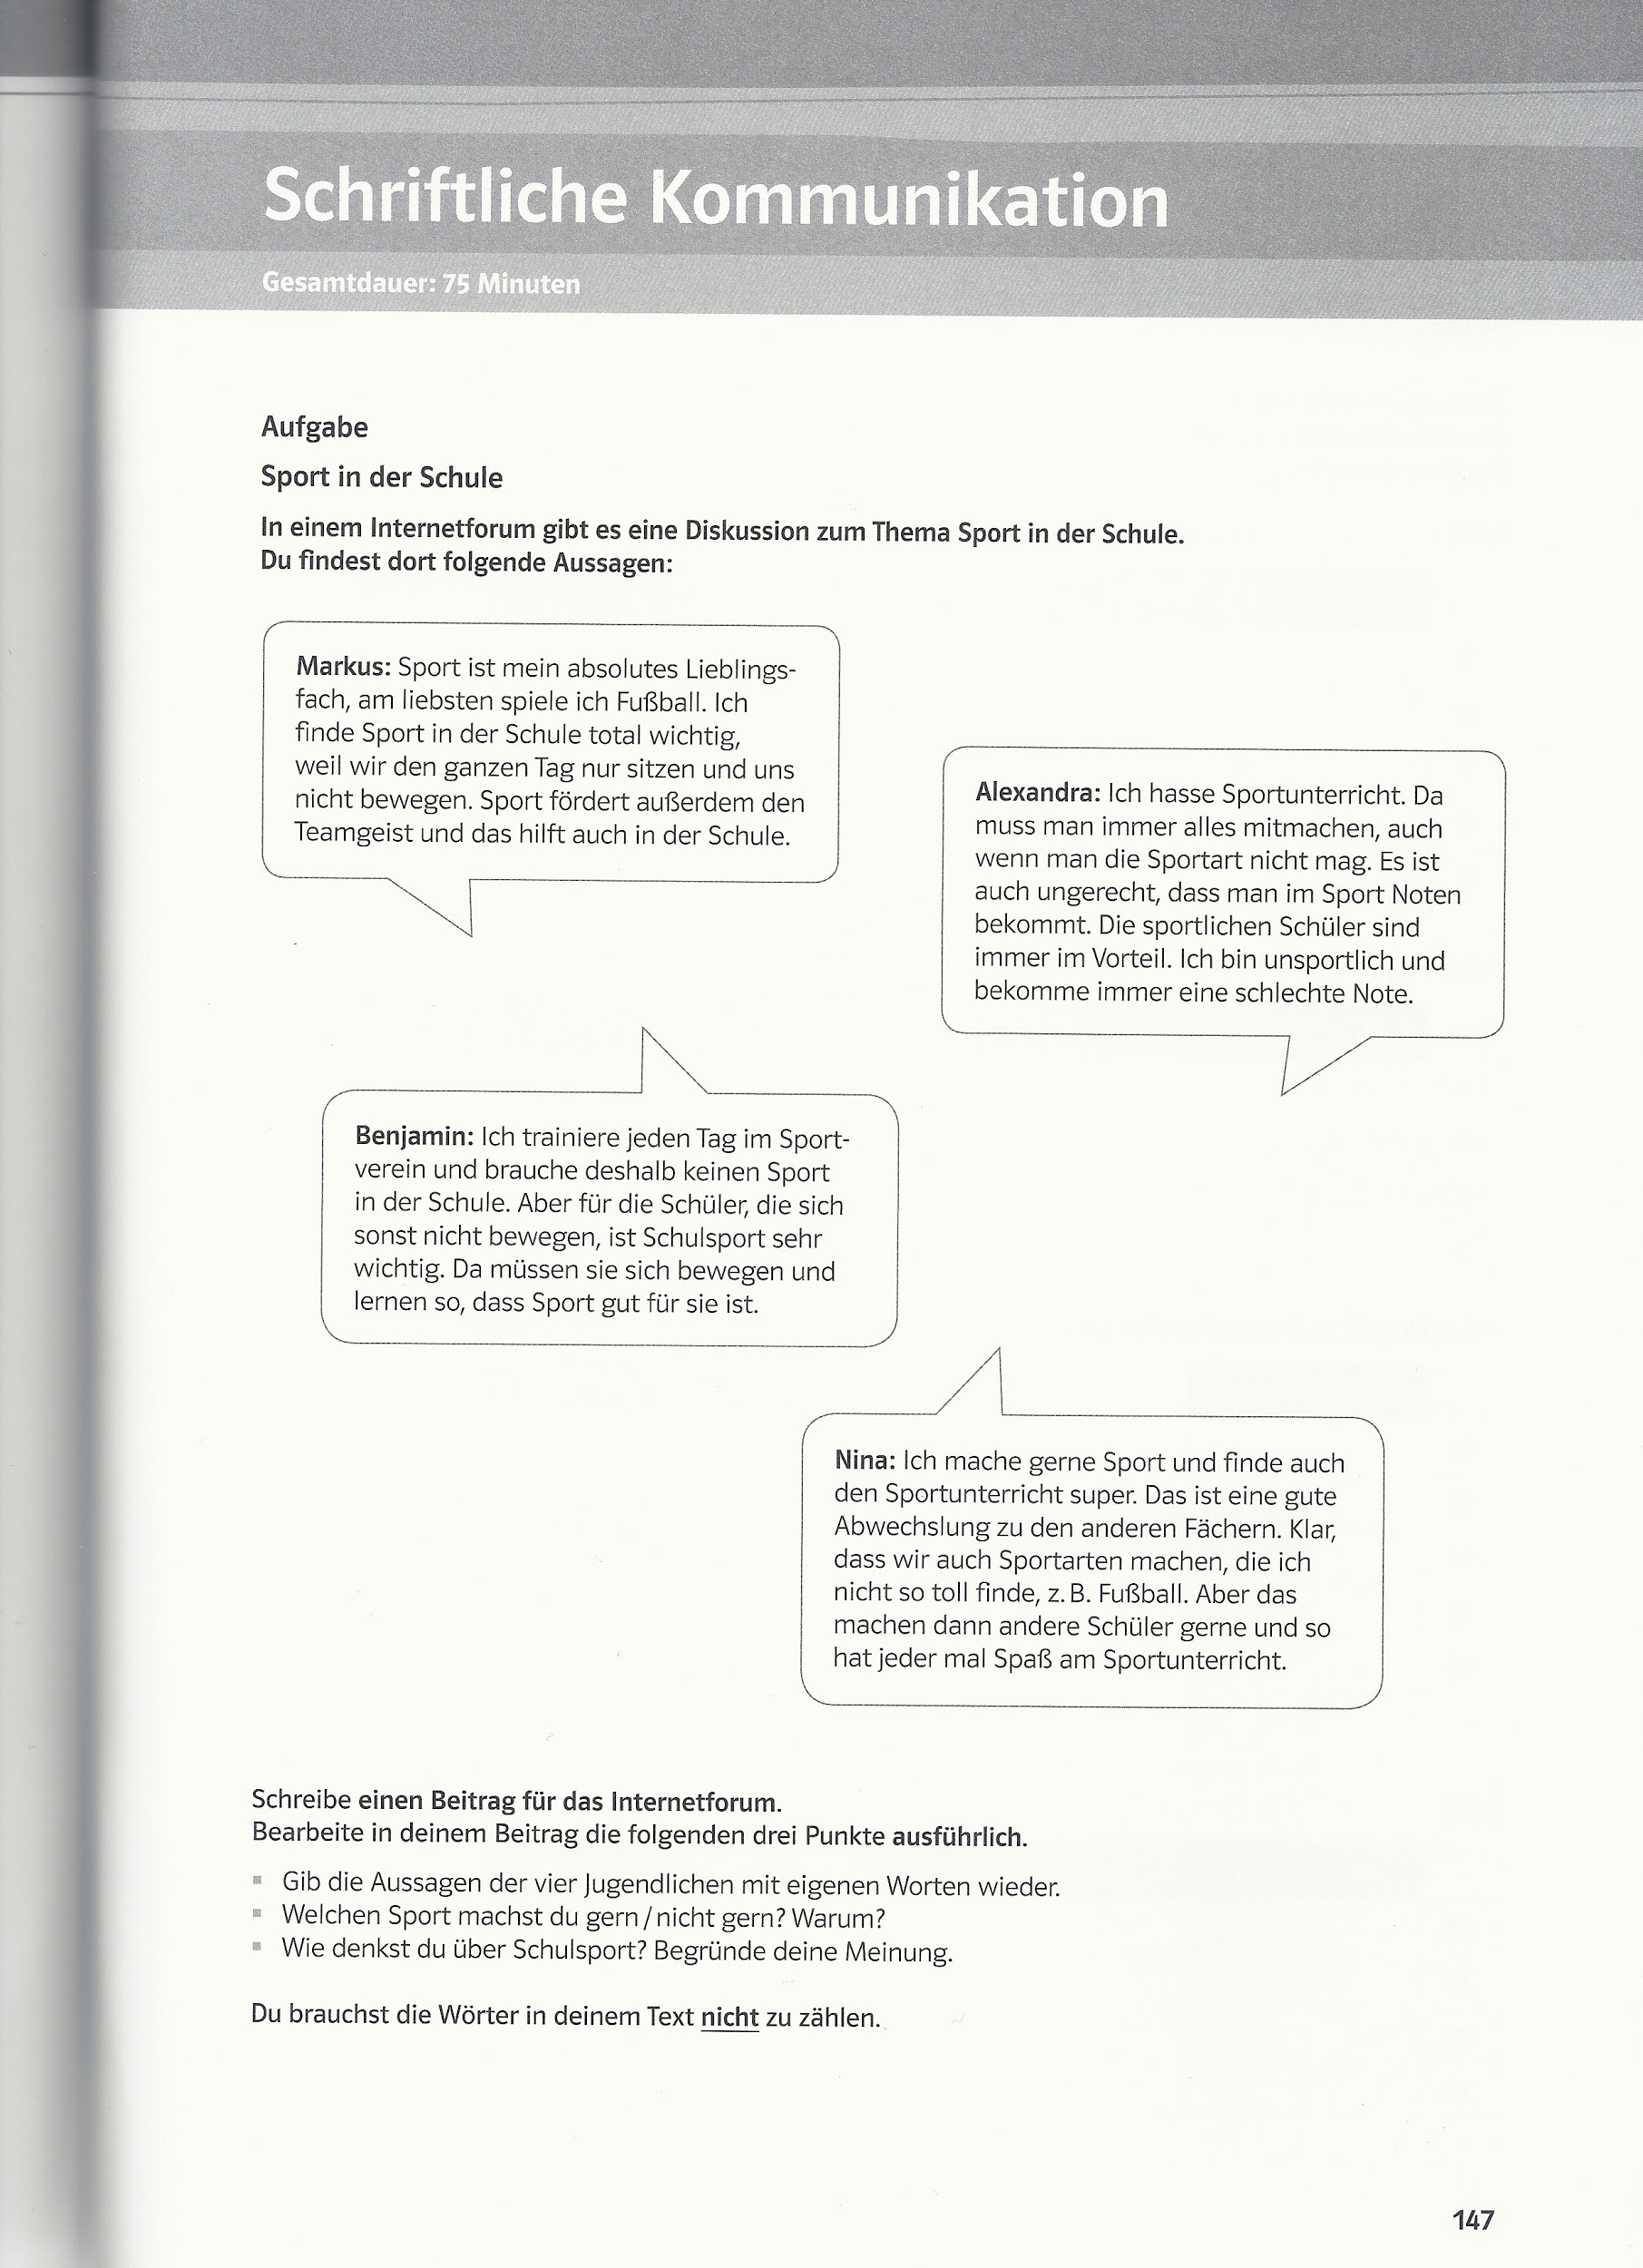 Schriftliche Kommunikation
Gesamtdauer: 75 Minuten
Aufgabe
Sport in der Schule
In einem Internetforum gibt es eine Diskussion zum Thema Sport in der Schule.
Du findest dort folgende Aussagen:
Markus: Sport ist mein absolutes Lieblings-
fach, am liebsten spiele ich Fußball. Ich
finde Sport in der Schule total wichtig,
weil wir den ganzen Tag nur sitzen und uns
nicht bewegen. Sport fördert außerdem den
Teamgeist und das hilft auch in der Schule.
Alexandra: Ich hasse Sportunterricht. Da
muss man immer alles mitmachen, auch
wenn man die Sportart nicht mag. Es ist
auch ungerecht, dass man im Sport Noten
bekommt. Die sportlichen Schüler sind
immer im Vorteil. Ich bin unsportlich und
bekomme immer eine schlechte Note.
Benjamin: Ich trainiere jeden Tag im Sport-
verein und brauche deshalb keinen Sport
in der Schule. Aber für die Schüler, die sich
sonst nicht bewegen, ist Schulsport sehr
wichtig. Da müssen sie sich bewegen und
lernen so, dass Sport gut für sie ist.
Nina: Ich mache gerne Sport und finde auch
den Sportunterricht super. Das ist eine gute
Abwechslung zu den anderen Fächern. Klar,
dass wir auch Sportarten machen, die ich
nicht so toll finde, z. B. Fußball. Aber das
machen dann andere Schüler gerne und so
hat jeder mal Spaß am Sportunterricht.
Schreibe einen Beitrag für das Internetforum.
Bearbeite in deinem Beitrag die folgenden drei Punkte ausführlich.
▪ Gib die Aussagen der vier Jugendlichen mit eigenen Worten wieder.
▪ Welchen Sport machst du gern / nicht gern? Warum?
▪ Wie denkst du über Schulsport? Begründe deine Meinung.
Du brauchst die Wörter in deinem Text nicht zu zählen.
147